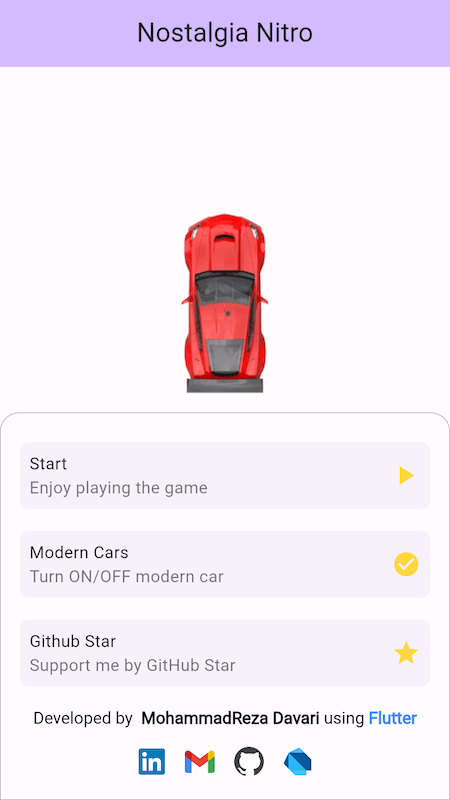 Nostalgia Nitro
Start
Enjoy playing the game
Modern Cars
Turn ON/OFF modern car
Github Star
Support me by GitHub Star
Developed by MohammadReza Davari using Flutter
in